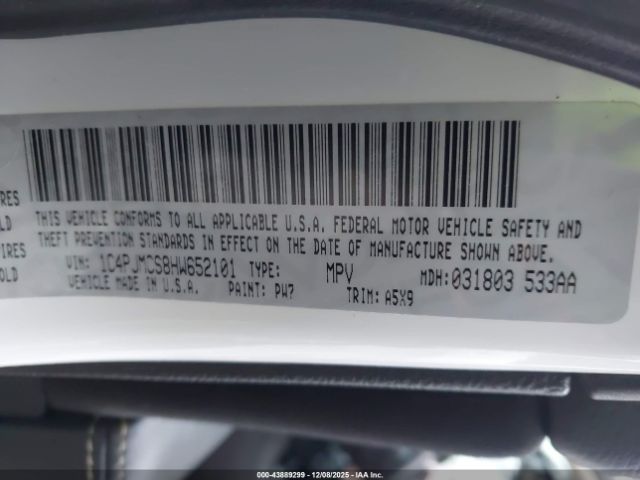 RES
LD
IRES
OLD
THIS VEHICLE CONFORMS TO ALL APPLICABLE U.S.A. FEDERAL MOTOR VEHICLE SAFETY AND
THEFT PREVENTION STANDARDS IN EFFECT ON THE DATE OF MANUFACTURE SHOWN ABOVE.
VIN: 1C4PJMCS8HW652101 TYPE: MPV MDH:031803 533AA
VEHICLE MADE IN U.S.A. PAINT: PW7 TRIM: A5X9
000-43889299 - 12/08/2025 - IAA Inc.